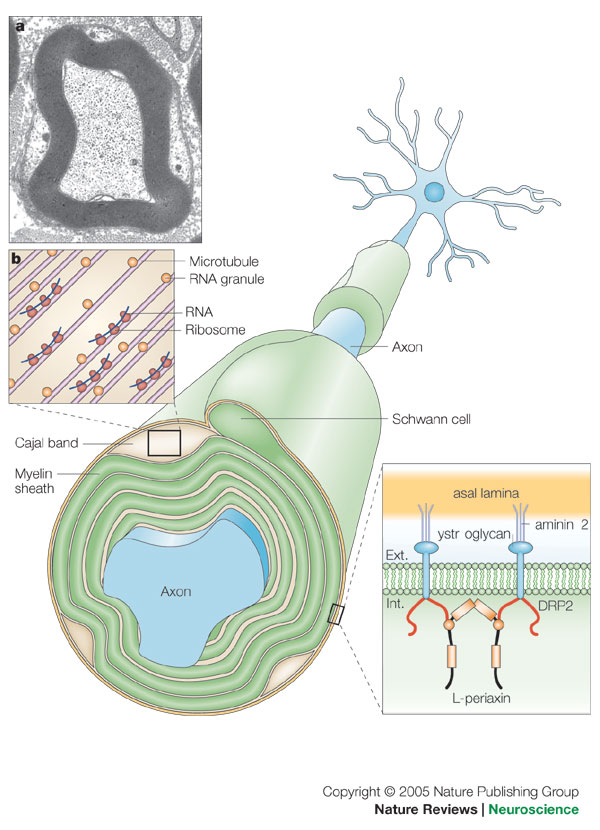 a
b
Microtubule
RNA granule
RNA
Ribosome
Axon
Schwann cell
Cajal band
Myelin
sheath
Axon
asal lamina
aminin 2
ystr oglycan
Ext.
Int.
DRP2
L-periaxin
Copyright © 2005 Nature Publishing Group
Nature Reviews | Neuroscience